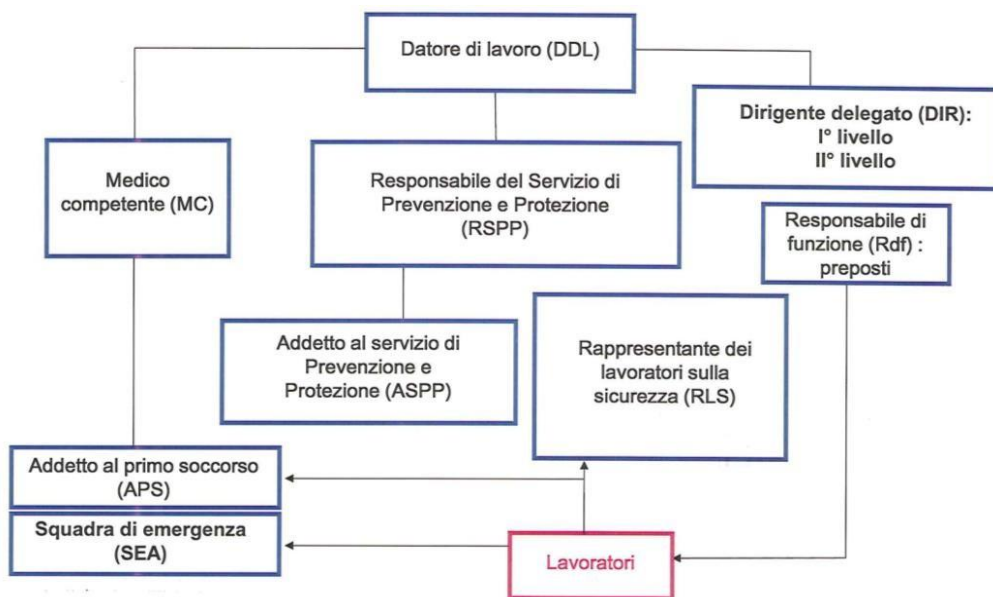 Datore di lavoro (DDL)
Dirigente delegato (DIR):
I° livello
II° livello
Medico
competente (MC)
Responsabile del Servizio di
Prevenzione e Protezione
(RSPP)
Responsabile di
funzione (Rdf) :
preposti
Addetto al servizio di
Prevenzione e
Protezione (ASPP)
Rappresentante dei
lavoratori sulla
sicurezza (RLS)
Addetto al primo soccorso
(APS)
Squadra di emergenza
(SEA)
Lavoratori